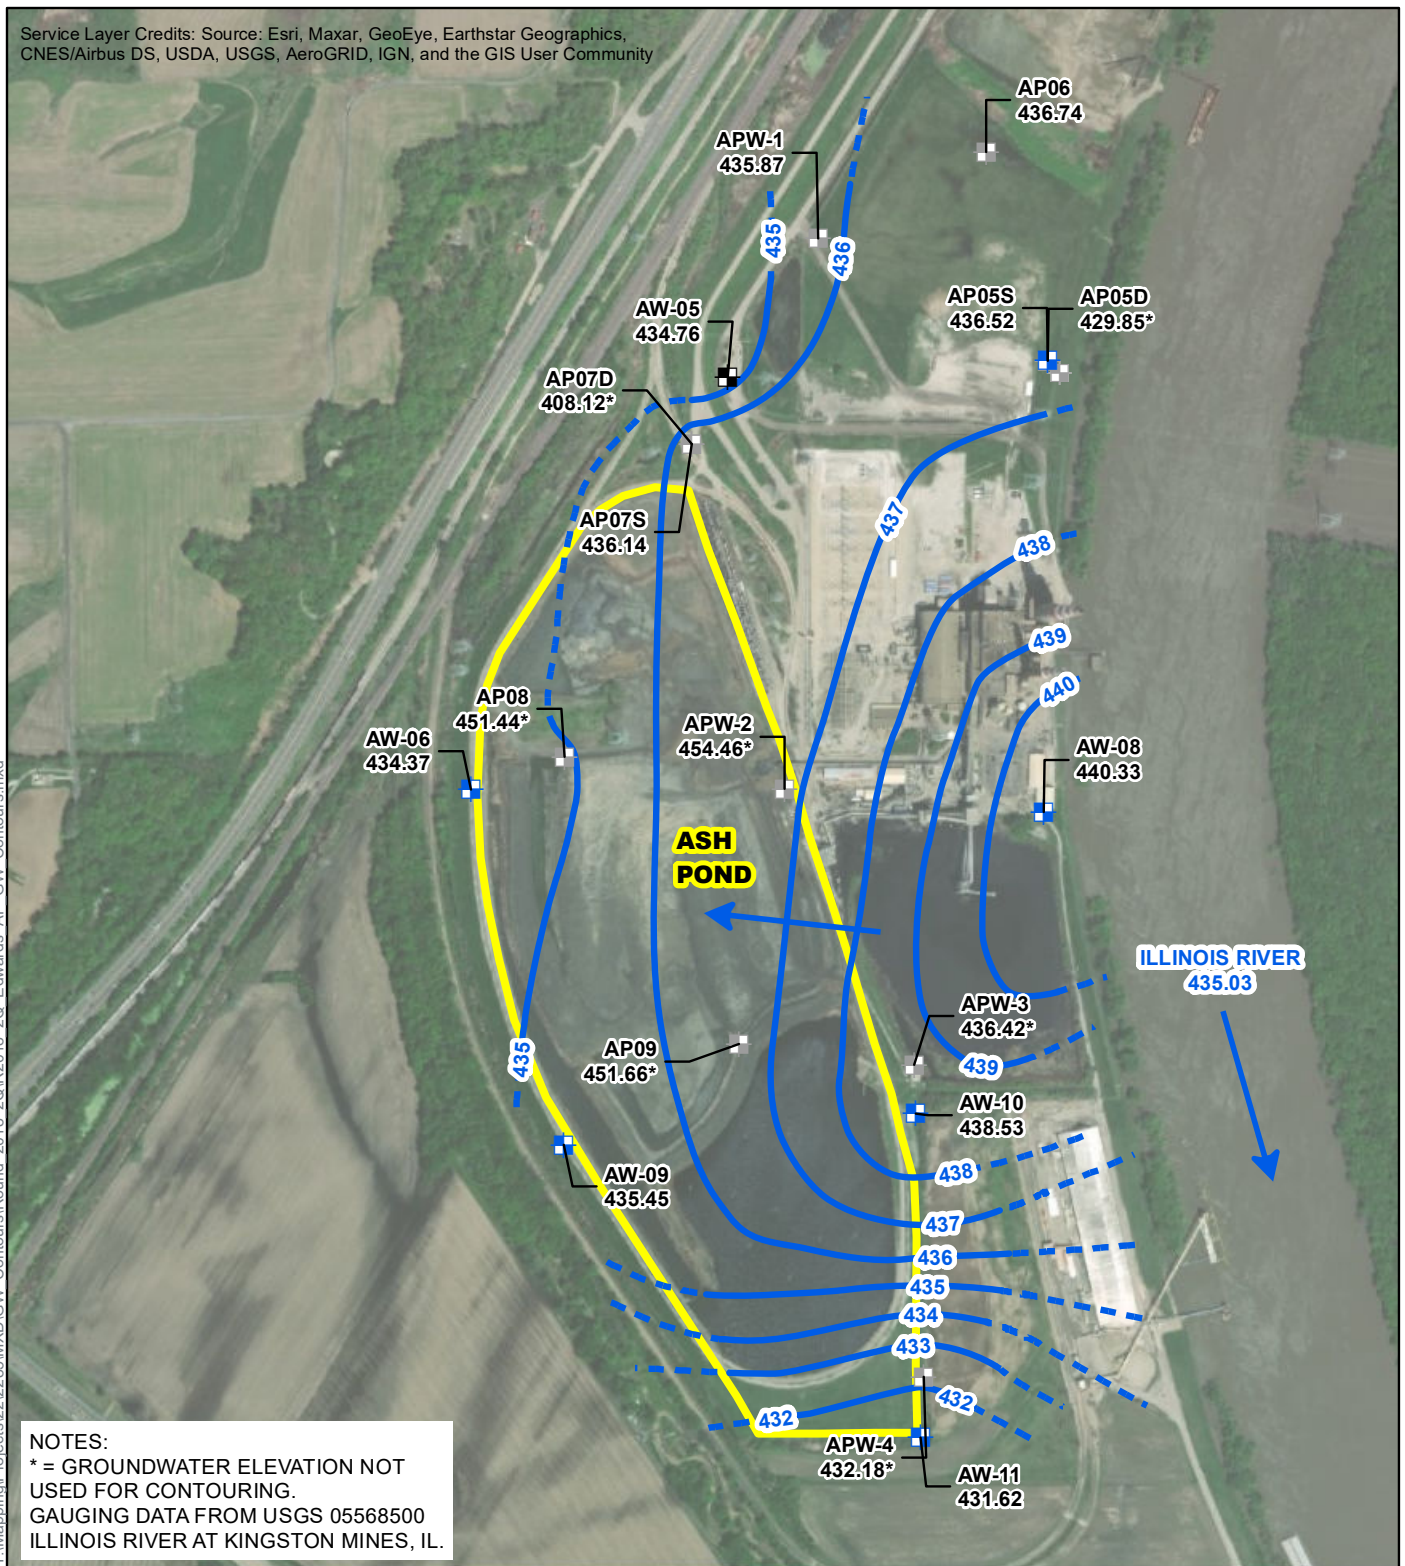 Service Layer Credits: Source: Esri, Maxar, GeoEye, Earthstar Geographics,
CNES/Airbus DS, USDA, USGS, AeroGRID, IGN, and the GIS User Community
AP06
436.74
APW-1
435.87
435
436
AW-05
434.76
AP05S
436.52
AP05D
429.85*
AP07D
408.12*
AP07S
436.14
437
438
439
440
AP08
451.44*
AW-06
434.37
APW-2
454.46*
AW-08
440.33
ASH
POND
ILLINOIS RIVER
435.03
APW-3
436.42*
AP09
451.66*
435
439
AW-10
438.53
AW-09
435.45
438
437
436
435
434
433
432
432
APW-4
432.18*
AW-11
431.62
NOTES:
* = GROUNDWATER ELEVATION NOT
USED FOR CONTOURING.
GAUGING DATA FROM USGS 05568500
ILLINOIS RIVER AT KINGSTON MINES, IL.